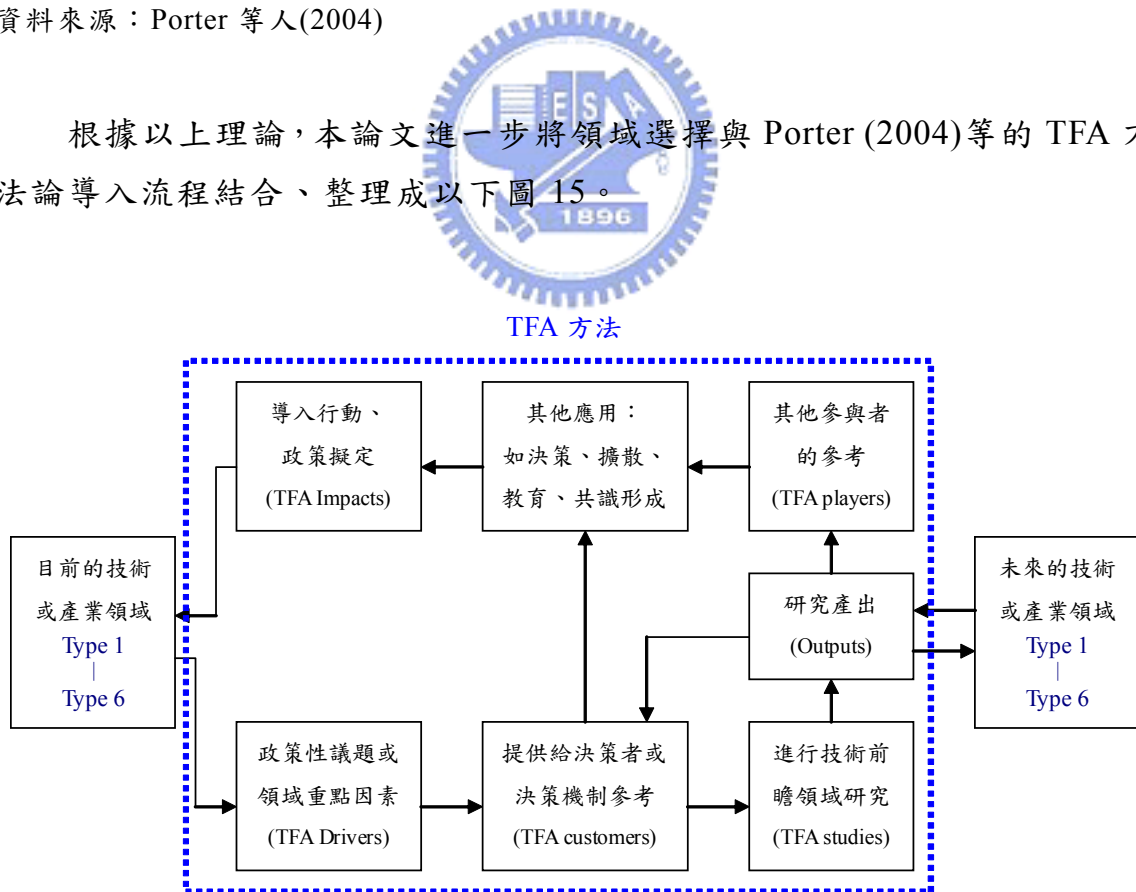 資料來源：Porter 等人(2004)
根據以上理論，本論文進一步將領域選擇與 Porter (2004)等的 TFA 方
法論導入流程結合、整理成以下圖 15。
E S A
1896
TFA 方法
導入行動、
政策擬定
(TFA Impacts)
其他應用：
如決策、擴散、
教育、共識形成
其他參與者
的參考
(TFA players)
目前的技術
或產業領域
Type 1
|
Type 6
研究產出
(Outputs)
未來的技術
或產業領域
Type 1
|
Type 6
政策性議題或
領域重點因素
(TFA Drivers)
提供給決策者或
決策機制參考
(TFA customers)
進行技術前
瞻領域研究
(TFA studies)